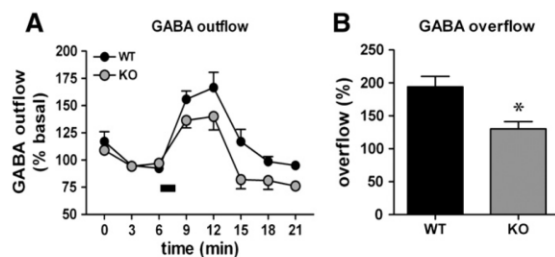 A
GABA outflow
WT
KO
GABA outflow
(% basal)
200
175
150
125
100
75
50
0 3 6 9 12 15 18 21
time (min)
B
GABA overflow
overflow (%)
250
200
150
100
50
0
*
WT KO